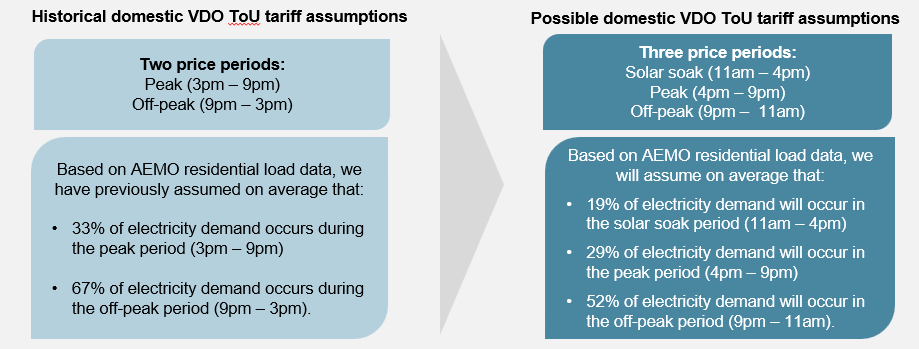 Historical domestic VDO ToU tariff assumptions
Two price periods:
Peak (3pm – 9pm)
Off-peak (9pm – 3pm)
Based on AEMO residential load data, we
have previously assumed on average that:
• 33% of electricity demand occurs during
the peak period (3pm – 9pm)
• 67% of electricity demand occurs during
the off-peak period (9pm – 3pm).
Possible domestic VDO ToU tariff assumptions
Three price periods:
Solar soak (11am – 4pm)
Peak (4pm – 9pm)
Off-peak (9pm – 11am)
Based on AEMO residential load data, we
will assume on average that:
• 19% of electricity demand will occur in
the solar soak period (11am – 4pm)
• 29% of electricity demand will occur in
the peak period (4pm – 9pm)
• 52% of electricity demand will occur in
the off-peak period (9pm – 11am).